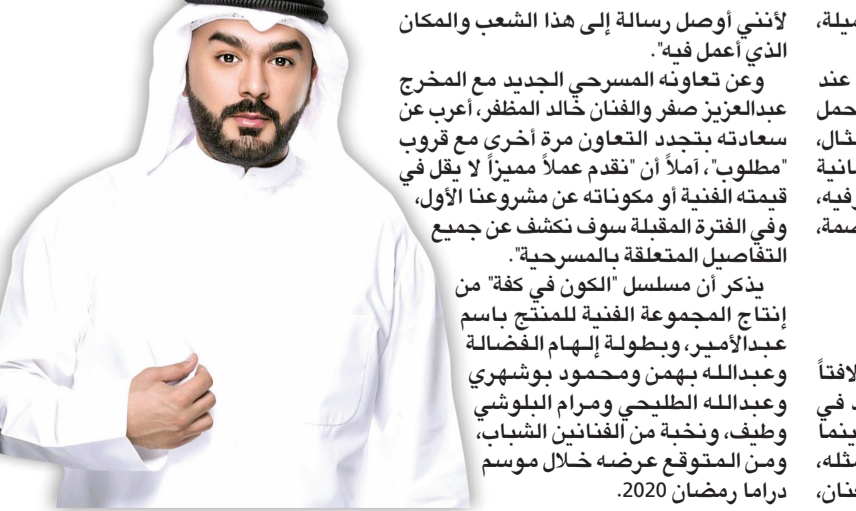 لأنني أوصل رسالة إلى هذا الشعب والمكان
الذي أعمل فيه".
وعن تعاونه المسرحي الجديد مع المخرج
عبدالعزيز صفر والفنان خالد المظفر، أعرب عن
سعادته بتجدد التعاون مرة أخرى مع قروب
"مطلوب"، آملاً أن "نقدم عملاً مميزاً لا يقل في
قيمته الفنية أو مكوناته عن مشروعنا الأول،
وفي الفترة المقبلة سوف نكشف عن جميع
التفاصيل المتعلقة بالمسرحية".
يذكر أن مسلسل "الكون في كفة" من
إنتاج المجموعة الفنية للمنتج باسم
عبدالأمير، وبطولة إلهام الفضالة
وعبدالله بهمن ومحمود بوشهري
وعبدالله الطليحي ومرام البلوشي
وطيف، ونخبة من الفنانين الشباب،
ومن المتوقع عرضه خلال موسم
دراما رمضان 2020.
عند
لافتاً
في